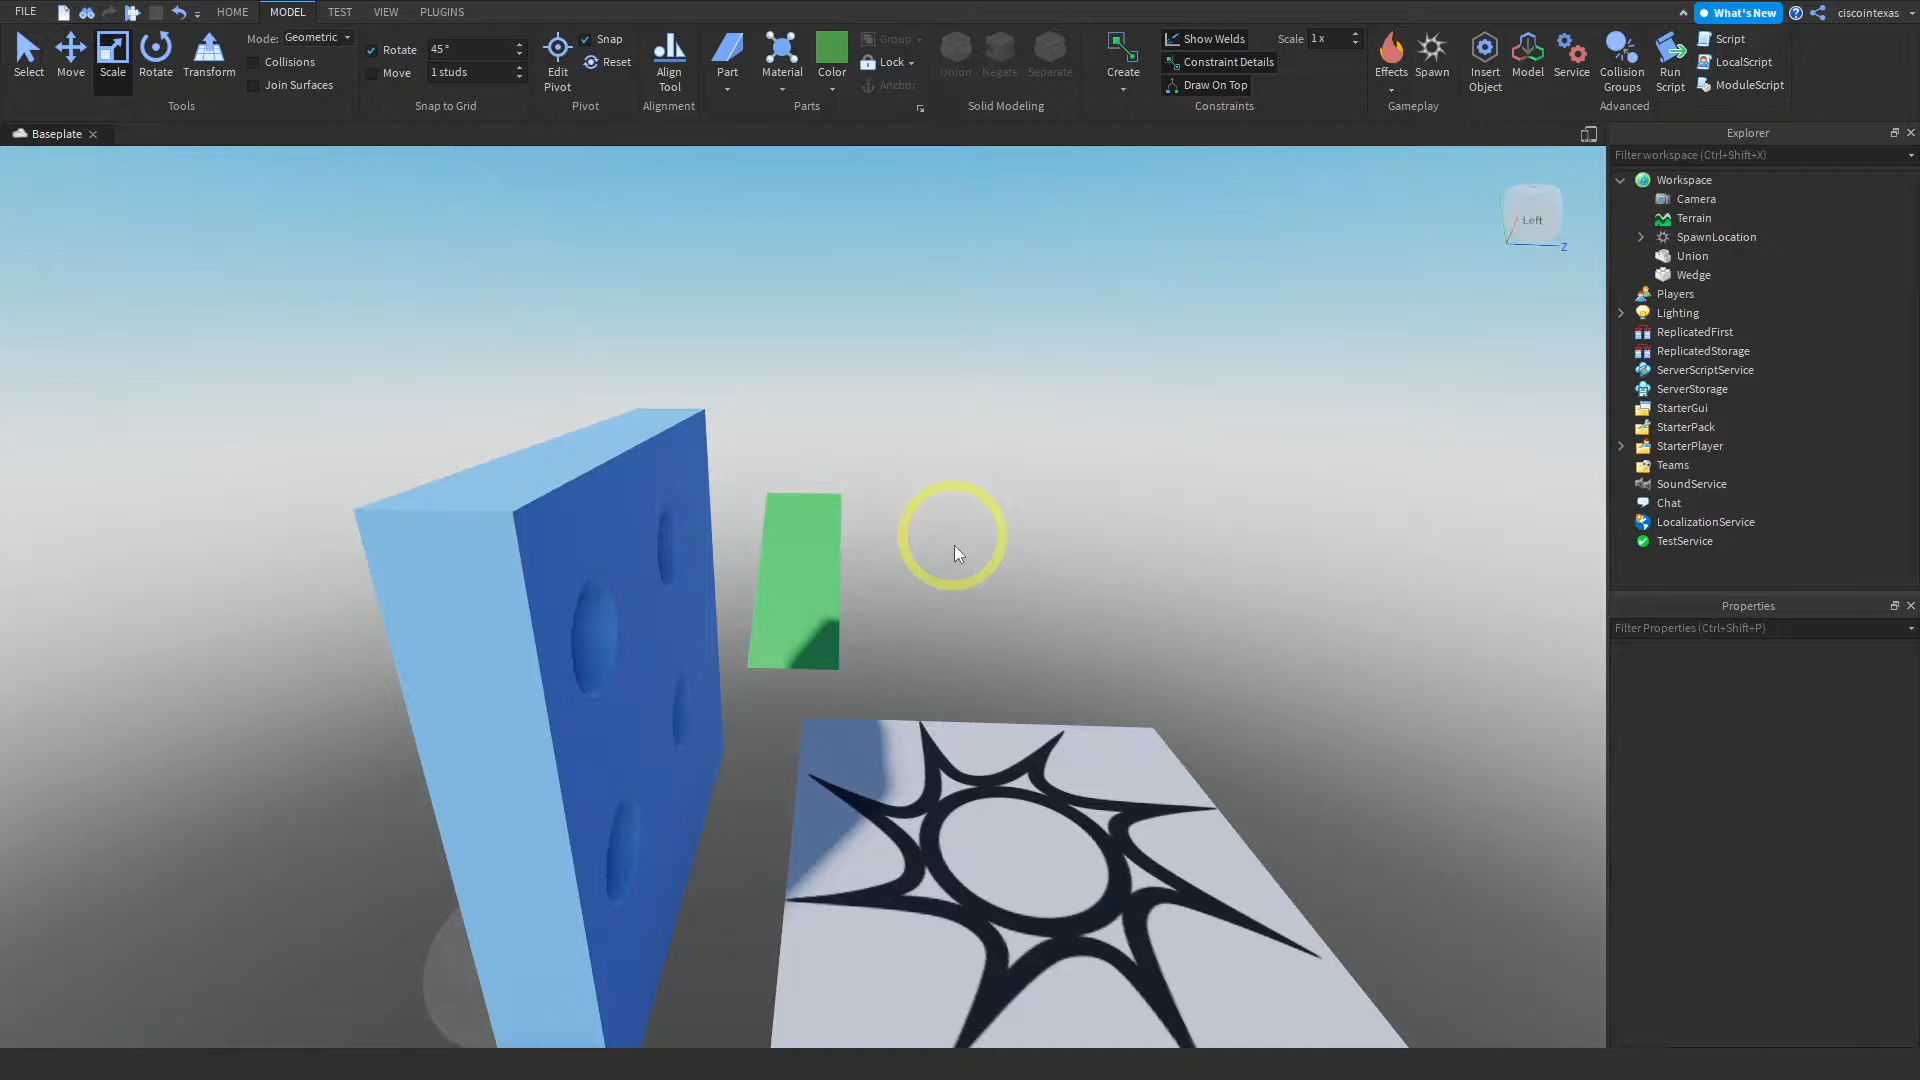 FILE
HOME
MODEL
TEST
VIEW
PLUGINS
What's New
ciscointexas
Select
Move
Scale
Rotate
Transform
Mode: Geometric
Collisions
Join Surfaces
Tools
Rotate 45°
Move 1 studs
Snap to Grid
Edit
Pivot
Snap
Reset
Pivot
Align
Tool
Alignment
Part
Material
Color
Group
Lock
Anchor
Parts
Union
Negate
Separate
Solid Modeling
Create
Show Welds
Scale 1 x
Constraint Details
Draw On Top
Constraints
Effects
Spawn
Gameplay
Insert
Object
Model
Service
Collision
Groups
Run
Script
Script
LocalScript
ModuleScript
Advanced
Baseplate
Left
Z
Explorer
Filter workspace (Ctrl+Shift+X)
Workspace
Camera
Terrain
SpawnLocation
Union
Wedge
Players
Lighting
ReplicatedFirst
ReplicatedStorage
ServerScriptService
ServerStorage
StarterGui
StarterPack
StarterPlayer
Teams
SoundService
Chat
LocalizationService
TestService
Properties
Filter Properties (Ctrl+Shift+P)